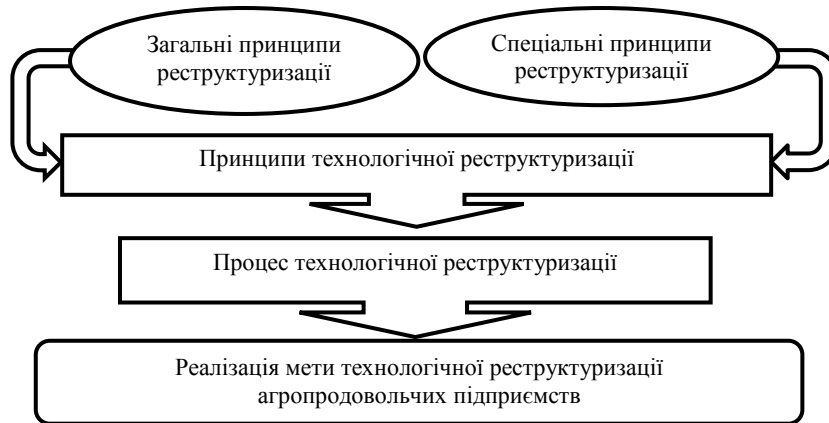 Загальні принципи
реструктуризації
Спеціальні принципи
реструктуризації
Принципи технологічної реструктуризації
Процес технологічної реструктуризації
Реалізація мети технологічної реструктуризації
агропродовольчих підприємств